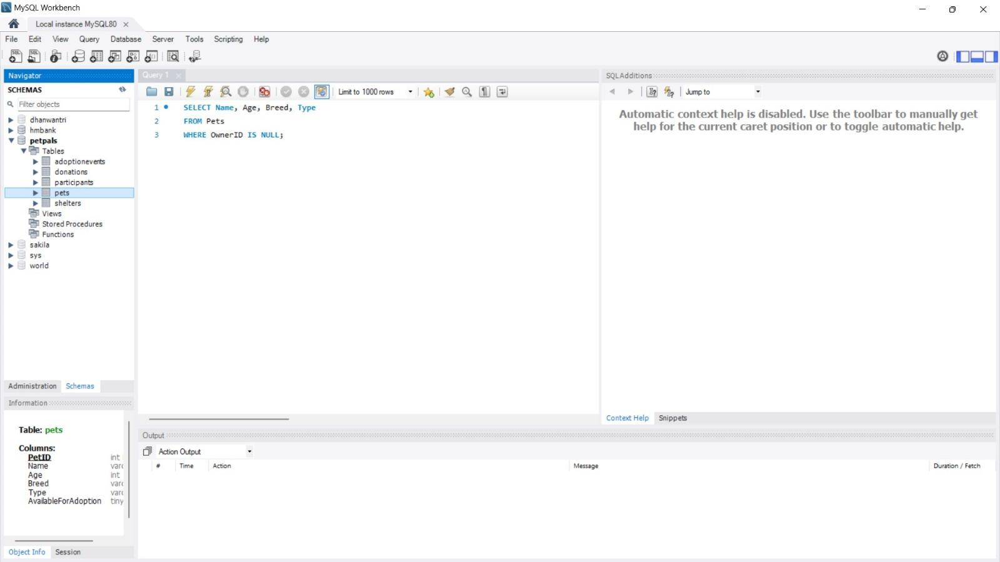 MySQL Workbench
Local instance MySQL80
File Edit View Query Database Server Tools Scripting Help
Navigator
SCHEMAS
Filter objects
dhanwantri
hmbank
petpals
Tables
adoptionevents
donations
participants
pets
shelters
Views
Stored Procedures
Functions
sakila
sys
world
Administration Schemas
Information
Table: pets
Columns:
PetID int
Name varc
Age int
Breed varc
Type varc
AvailableForAdoption tiny
Object Info Session
Query 1
Limit to 1000 rows
1 SELECT Name, Age, Breed, Type
2 FROM Pets
3 WHERE OwnerID IS NULL;
SQLAdditions
Jump to
Automatic context help is disabled. Use the toolbar to manually get
help for the current caret position or to toggle automatic help.
Context Help Snippets
Output
Action Output
# Time Action Message Duration / Fetch